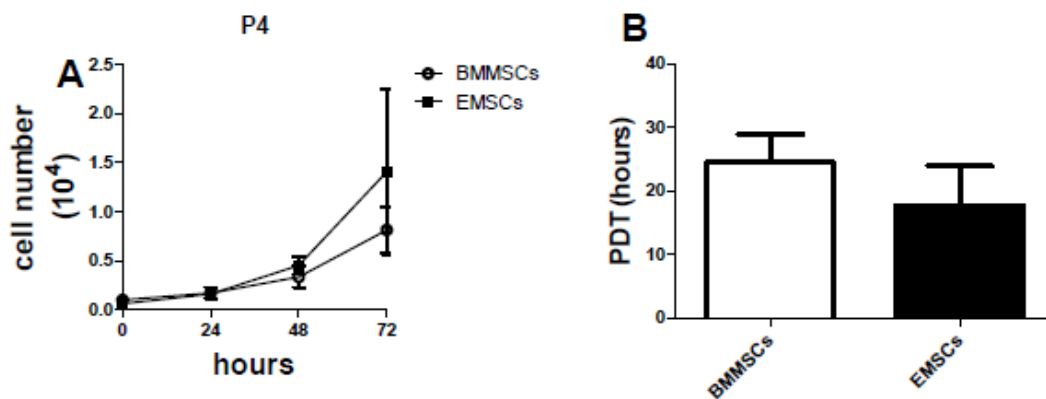 P4
A
2.5
2.0
1.5
1.0
0.5
0.0
0 24 48 72
cell number
(10⁴)
hours
BMMSCs
EMSCs
B
40
30
20
10
0
PDT (hours)
BMMSCs
EMSCs